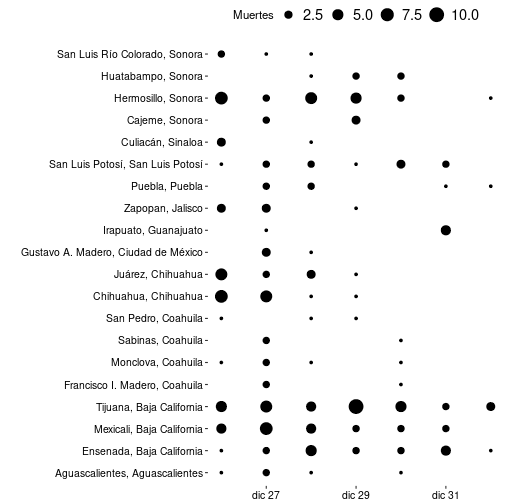 Muertes 2.5 5.0 7.5 10.0
San Luis Río Colorado, Sonora
Huatabampo, Sonora
Hermosillo, Sonora
Cajeme, Sonora
Culiacán, Sinaloa
San Luis Potosí, San Luis Potosí
Puebla, Puebla
Zapopan, Jalisco
Irapuato, Guanajuato
Gustavo A. Madero, Ciudad de México
Juárez, Chihuahua
Chihuahua, Chihuahua
San Pedro, Coahuila
Sabinas, Coahuila
Monclova, Coahuila
Francisco I. Madero, Coahuila
Tijuana, Baja California
Mexicali, Baja California
Ensenada, Baja California
Aguascalientes, Aguascalientes
dic 27 dic 29 dic 31